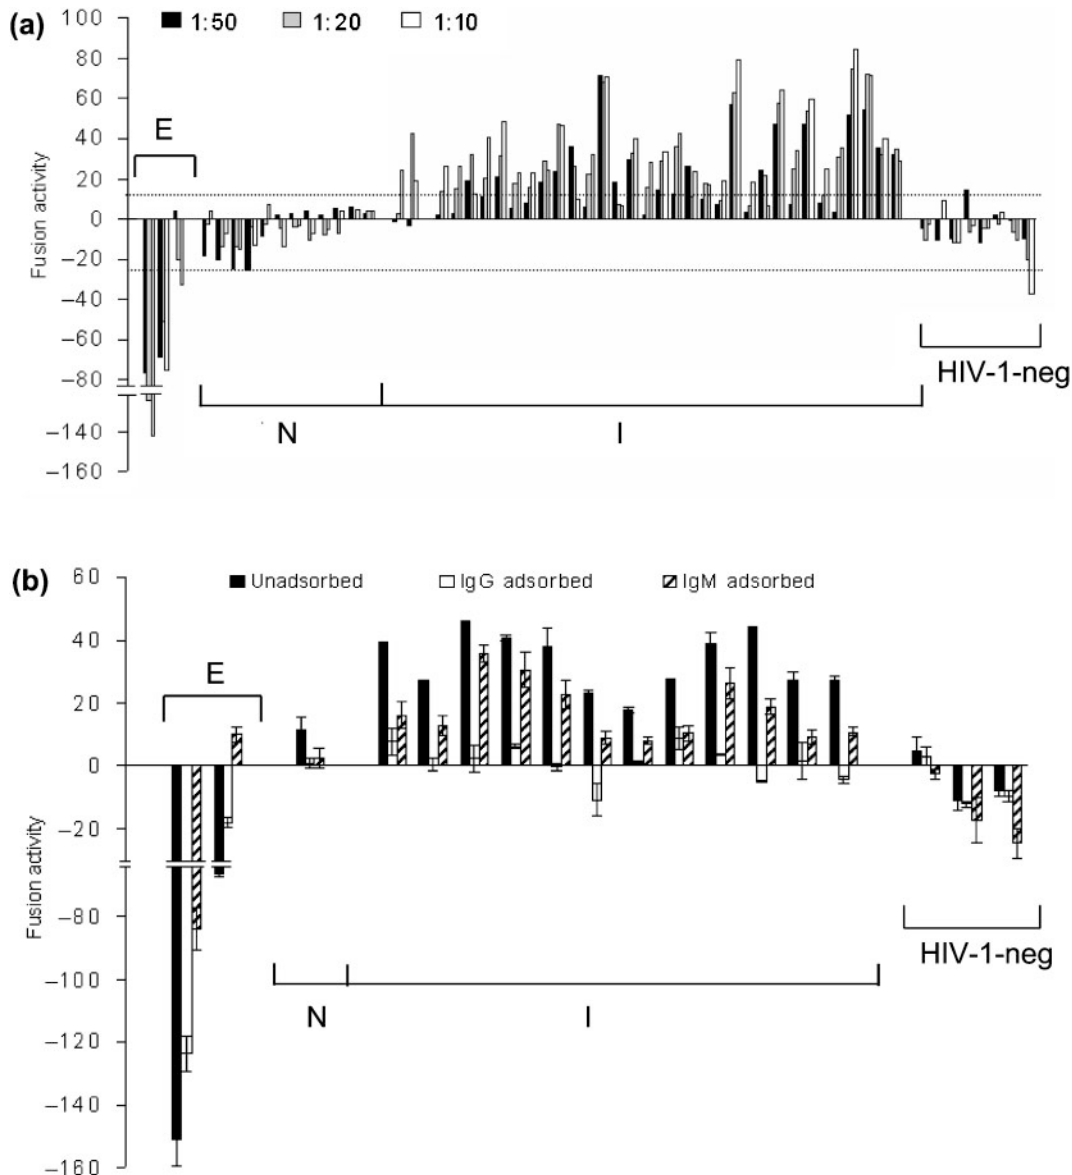 (a)
1:50 1:20 1:10
100
80
60
40
20
0
–20
–40
–60
–80
–140
–160
Fusion activity
E
N
I
HIV-1-neg
(b)
Unadsorbed IgG adsorbed IgM adsorbed
60
40
20
0
–20
–80
–100
–120
–140
–160
Fusion activity
E
N
I
HIV-1-neg